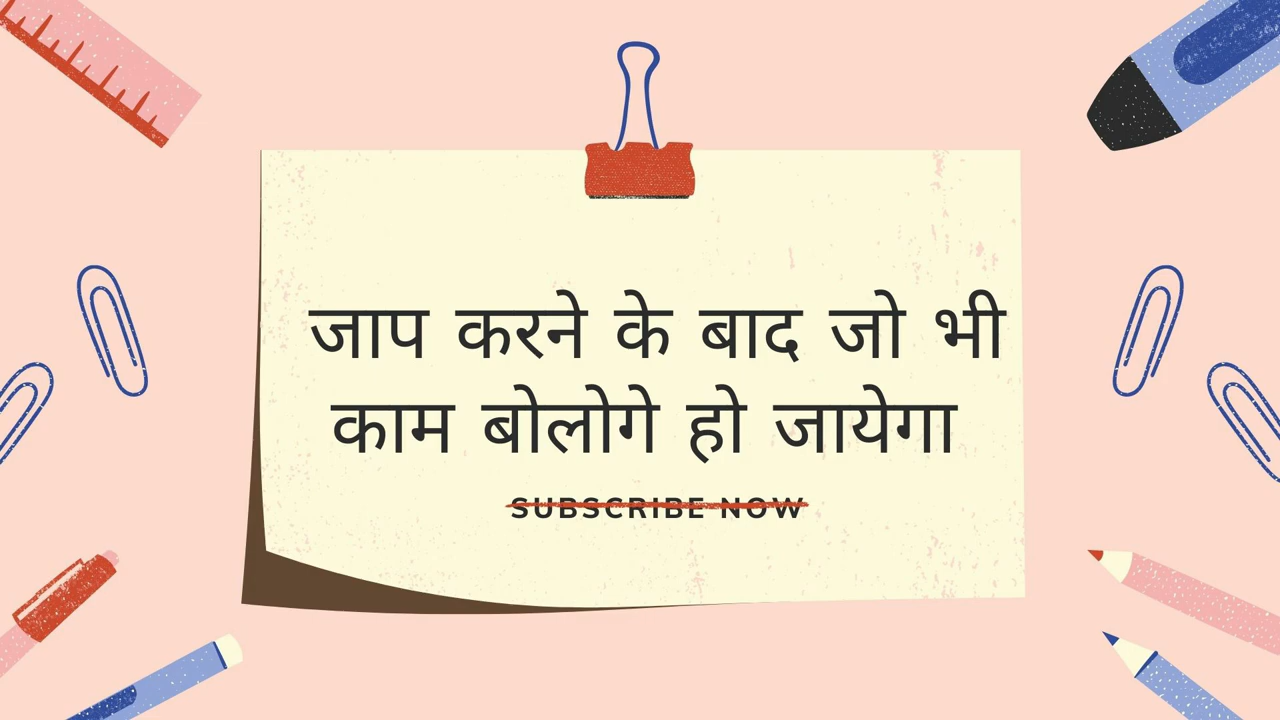 जाप करने के बाद जो भी
काम बोलोगे हो जायेगा
SUBSCRIBE NOW